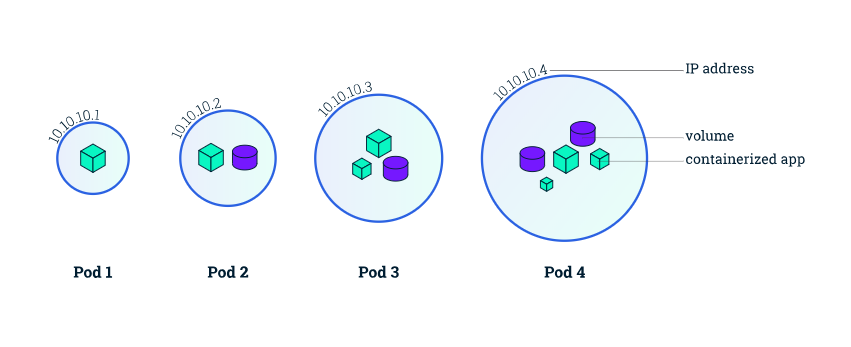 10.10.10.1
10.10.10.2
10.10.10.3
10.10.10.4
IP address
volume
containerized app
Pod 1
Pod 2
Pod 3
Pod 4